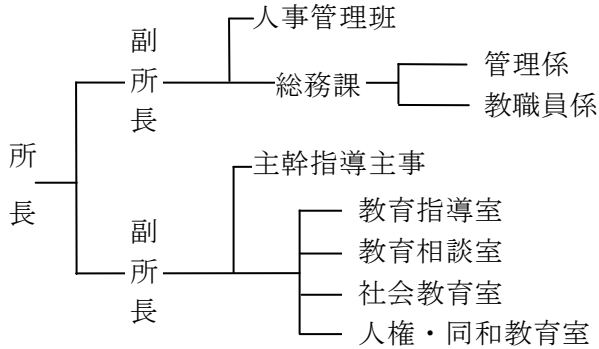 所長
副所長
人事管理班
総務課
管理係
教職員係
副所長
主幹指導主事
教育指導室
教育相談室
社会教育室
人権・同和教育室